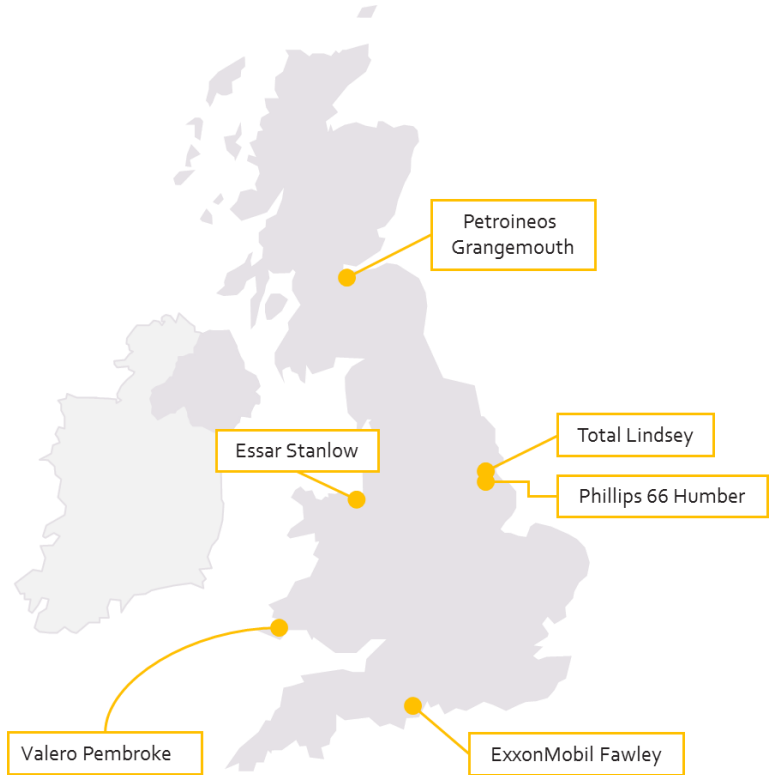 Petroineos
Grangemouth
Total Lindsey
Essar Stanlow
Phillips 66 Humber
Valero Pembroke
ExxonMobil Fawley